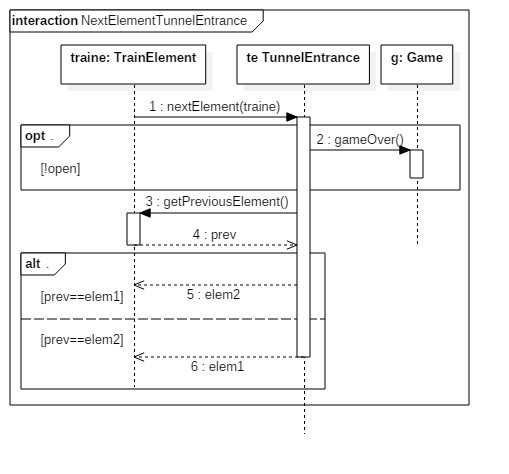 interaction NextElementTunnelEntrance
traine: TrainElement
te TunnelEntrance
g: Game
1 : nextElement(traine)
opt .
2 : gameOver()
[!open]
3 : getPreviousElement()
4 : prev
alt .
[prev==elem1]
5 : elem2
[prev==elem2]
6 : elem1